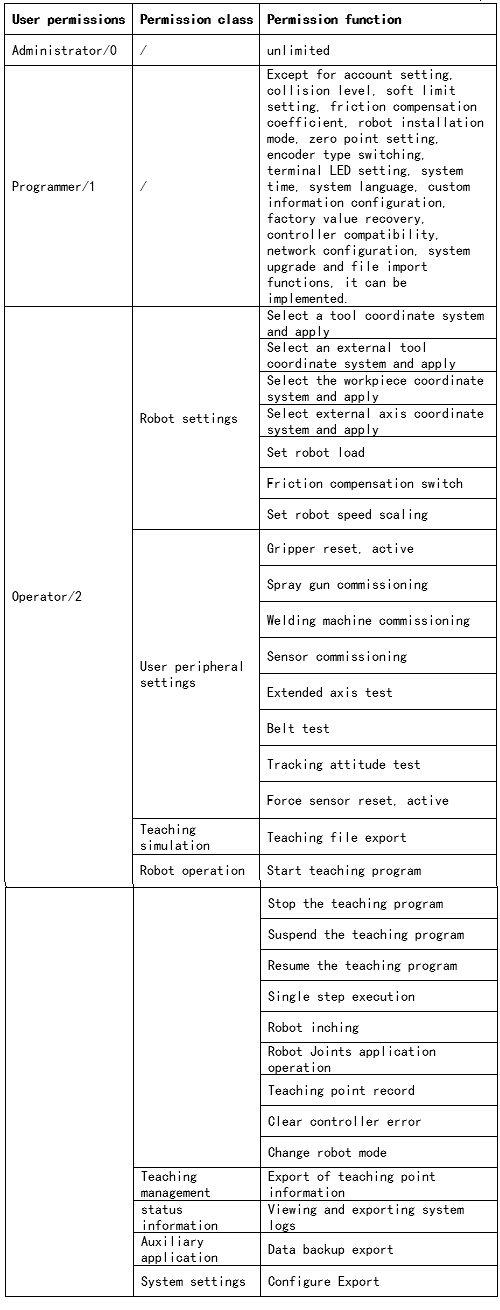 User permissions Permission class Permission function
Administrator/0 / unlimited
Programmer/1 / Except for account setting,
collision level, soft limit
setting, friction compensation
coefficient, robot installation
mode, zero point setting,
encoder type switching,
terminal LED setting, system
time, system language, custom
information configuration,
factory value recovery,
controller compatibility,
network configuration, system
upgrade and file import
functions, it can be
implemented.
Operator/2
Robot settings
Select a tool coordinate system
and apply
Select an external tool
coordinate system and apply
Select the workpiece coordinate
system and apply
Select external axis coordinate
system and apply
Set robot load
Friction compensation switch
Set robot speed scaling
User peripheral
settings
Gripper reset, active
Spray gun commissioning
Welding machine commissioning
Sensor commissioning
Extended axis test
Belt test
Tracking attitude test
Force sensor reset, active
Teaching
simulation
Teaching file export
Robot operation
Start teaching program
Stop the teaching program
Suspend the teaching program
Resume the teaching program
Single step execution
Robot inching
Robot Joints application
operation
Teaching point record
Clear controller error
Change robot mode
Teaching
management
Export of teaching point
information
status
information
Viewing and exporting system
logs
Auxiliary
application
Data backup export
System settings
Configure Export